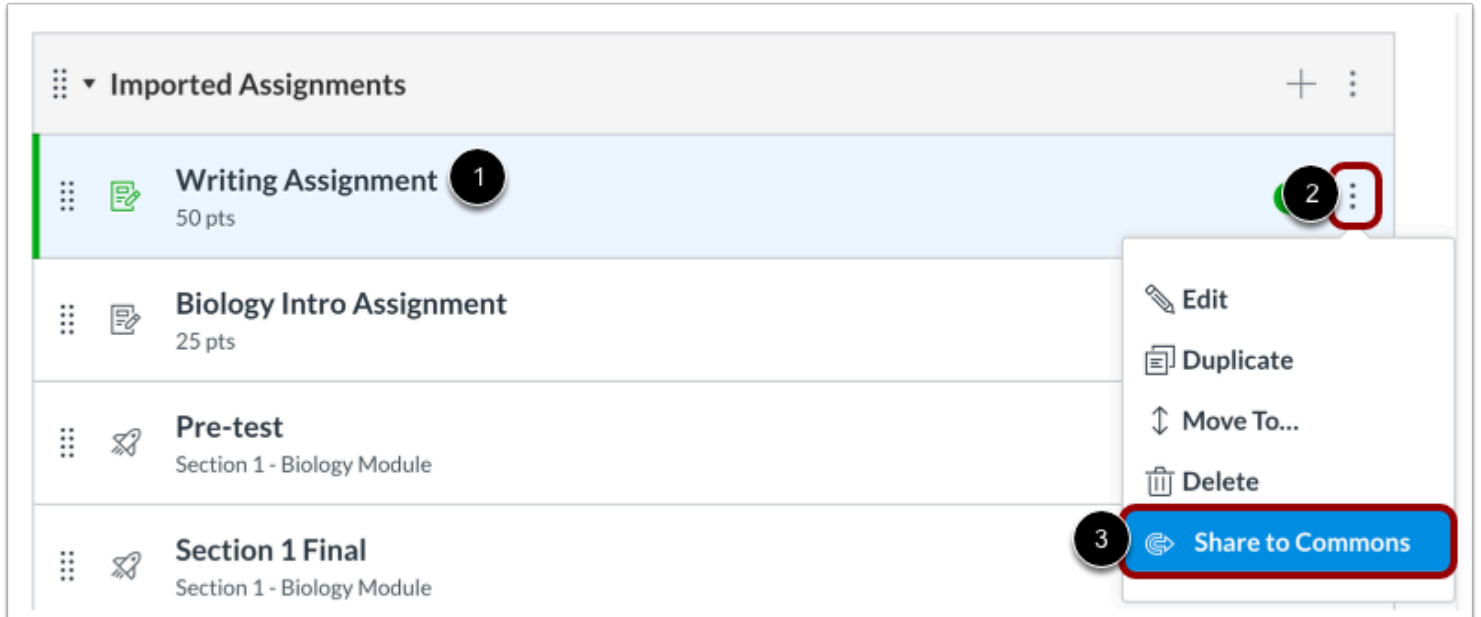 Imported Assignments
Writing Assignment 1
50 pts
2
Biology Intro Assignment
25 pts
Pre-test
Section 1 - Biology Module
Section 1 Final
Section 1 - Biology Module
Edit
Duplicate
Move To...
Delete
3 Share to Commons